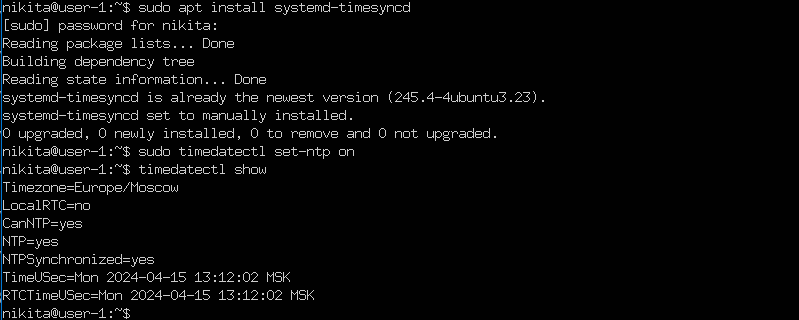 nikita@user-1:~$ sudo apt install systemd-timesyncd
[sudo] password for nikita:
Reading package lists... Done
Building dependency tree
Reading state information... Done
systemd-timesyncd is already the newest version (245.4-4ubuntu3.23).
systemd-timesyncd set to manually installed.
0 upgraded, 0 newly installed, 0 to remove and 0 not upgraded.
nikita@user-1:~$ sudo timedatectl set-ntp on
nikita@user-1:~$ timedatectl show
Timezone=Europe/Moscow
LocalRTC=no
CanNTP=yes
NTP=yes
NTPSynchronized=yes
TimeUSec=Mon 2024-04-15 13:12:02 MSK
RTCTimeUSec=Mon 2024-04-15 13:12:02 MSK
nikita@user-1:~$